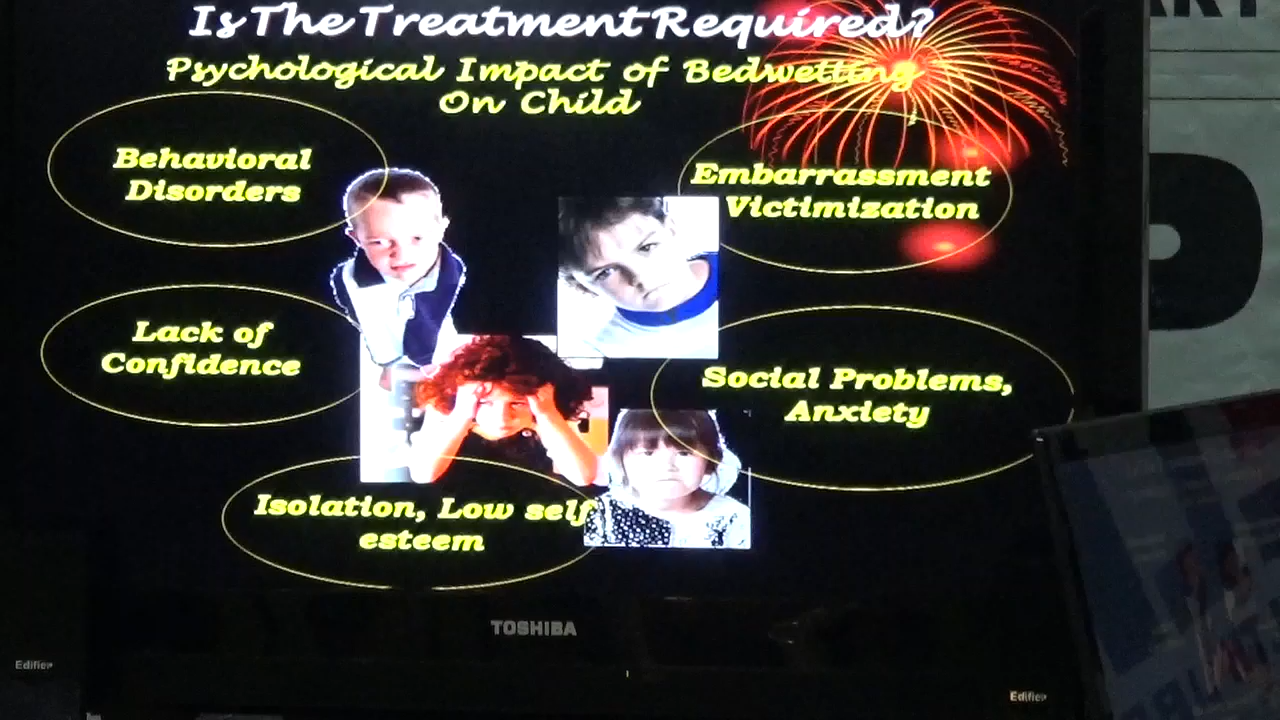 Is The Treatment Required?
Psychological Impact of Bedwetting
On Child
Behavioral
Disorders
Embarrassment
Victimization
Lack of
Confidence
Social Problems,
Anxiety
Isolation, Low self
esteem
TOSHIBA
Edifier
Edifier